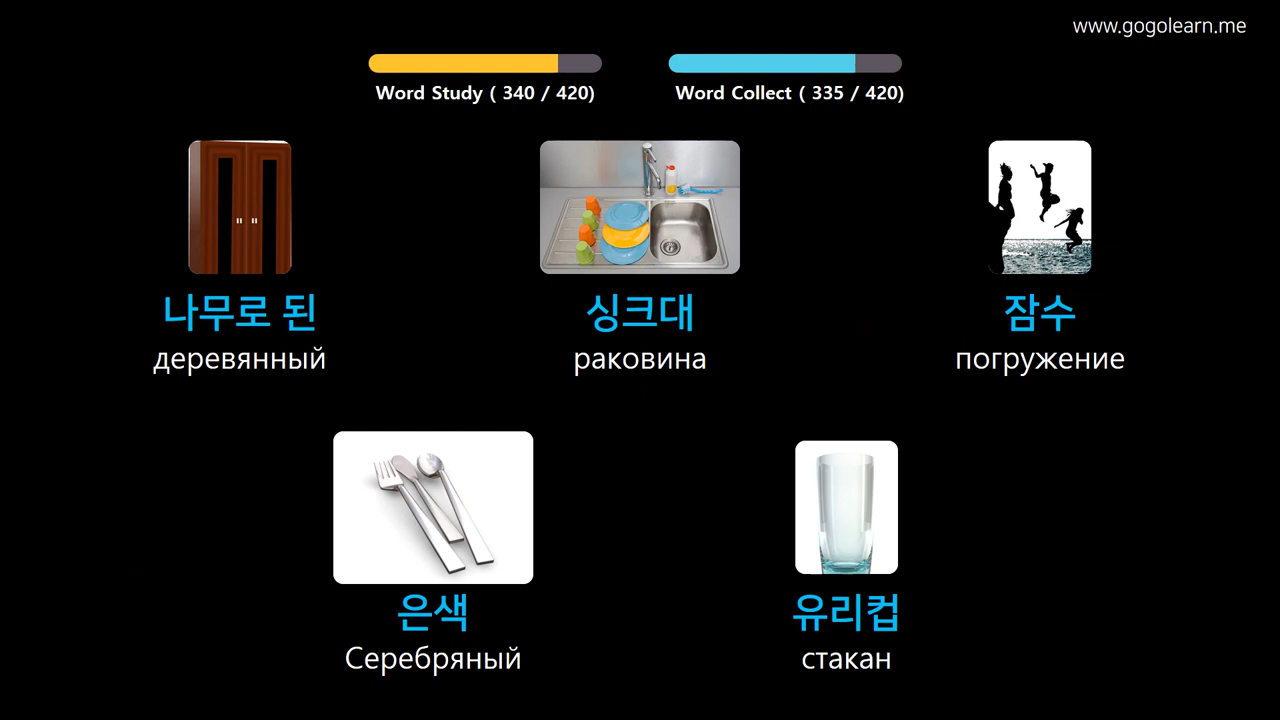 www.gogolearn.me
Word Study ( 340 / 420)
Word Collect ( 335 / 420)
나무로 된
деревянный
싱크대
раковина
잠수
погружение
은색
Серебряный
유리컵
стакан